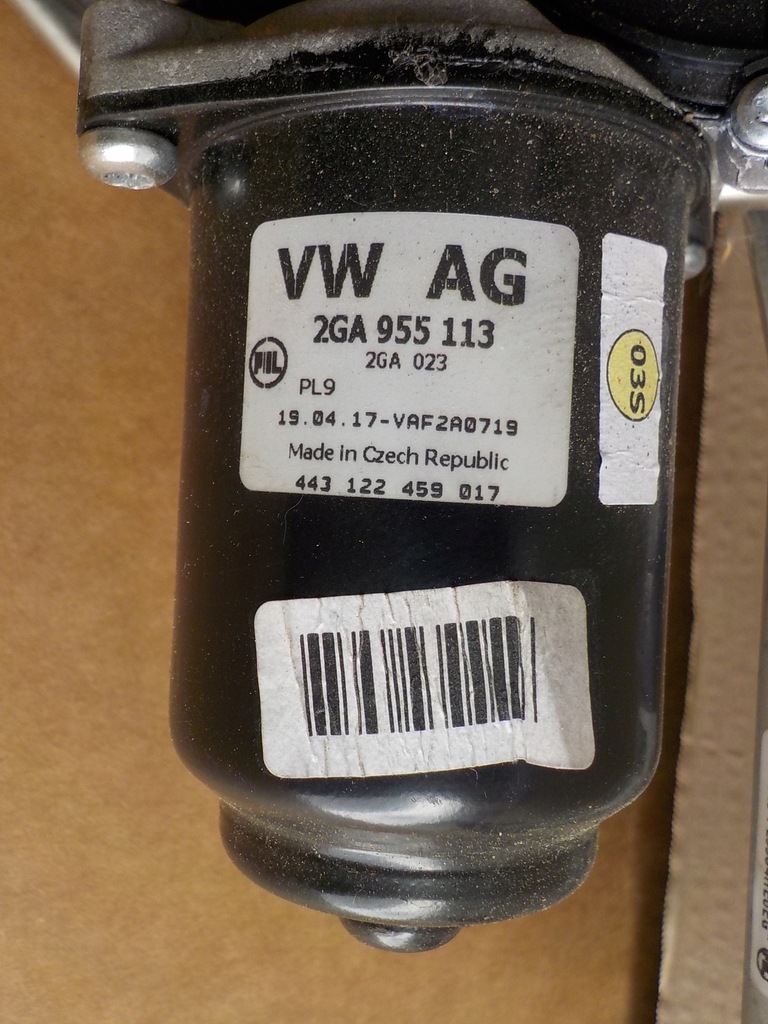 VW AG
2GA 955 113
2GA 023
PAL
PL9
19.04.17-VAF2A0719
Made in Czech Republic
443 122 459 017
03S